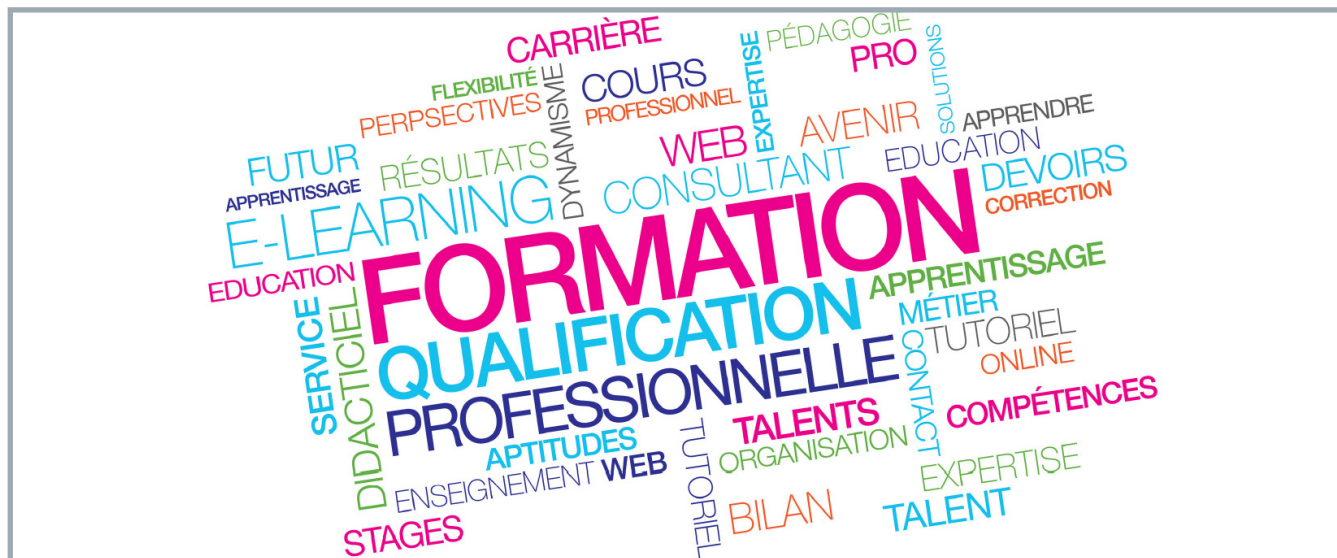 CARRIÈRE
PÉDAGOGIE
PRO
SOLUTIONS
FLEXIBILITÉ
COURS
EXPERTISE
PERPSECTIVES
DYNAMISME
PROFESSIONNEL
AVENIR
APPRENDRE
FUTUR
RÉSULTATS
WEB
EDUCATION
APPRENTISSAGE
CONSULTANT
DEVOIRS
E-LEARNING
CORRECTION
FORMATION
EDUCATION
APPRENTISSAGE
SERVICE
DIDACTICIEL
QUALIFICATION
MÉTIER
TUTORIEL
CONTACT
ONLINE
PROFESSIONNELLE
TALENTS
COMPÉTENCES
APTITUDES
ORGANISATION
ENSEIGNEMENT
WEB
TUTORIEL
EXPERTISE
STAGES
BILAN
TALENT